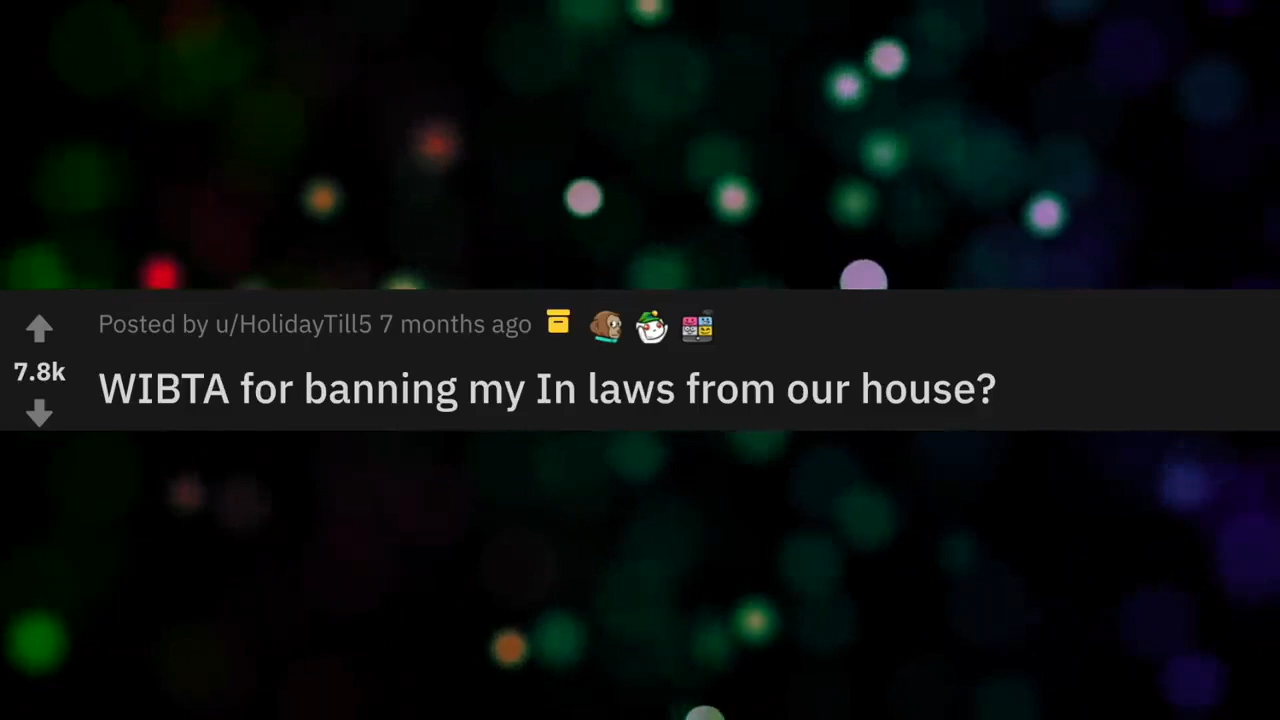 Posted by u/HolidayTill5 7 months ago
7.8k
WIBTA for banning my In laws from our house?